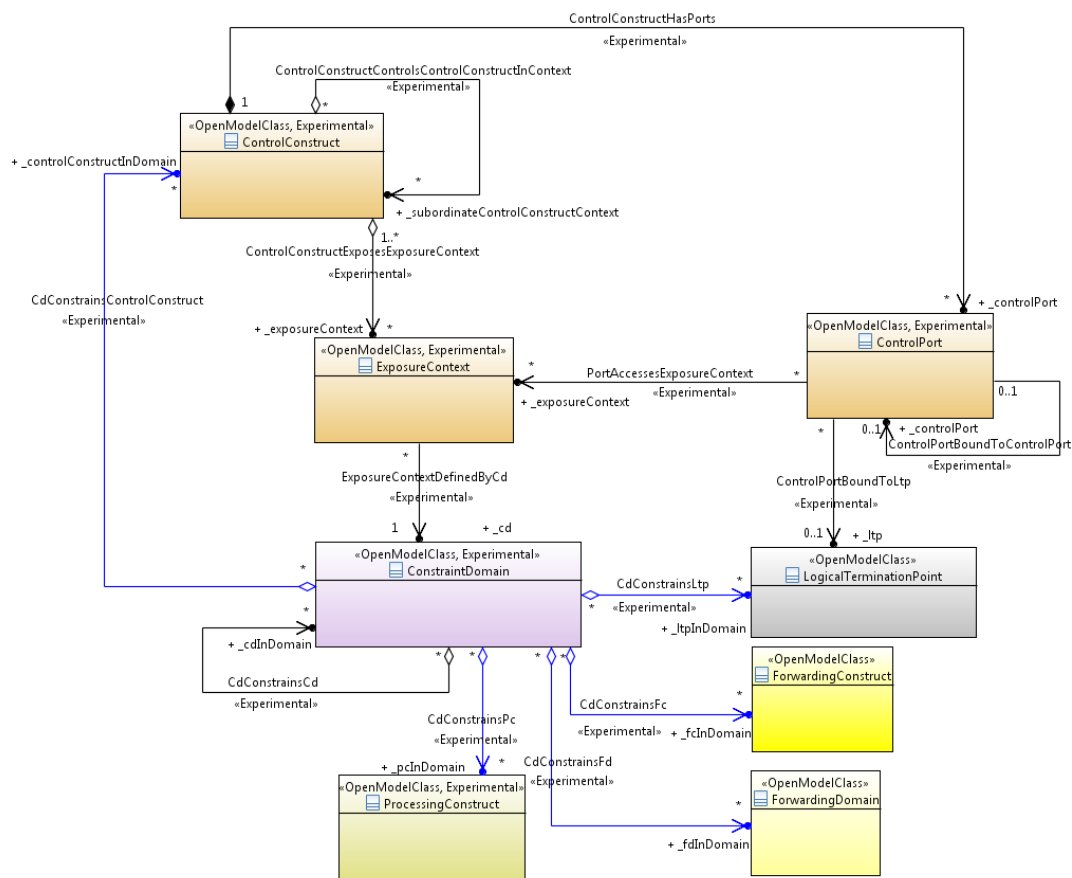 ControlConstructHasPorts
«Experimental»
ControlConstructControlsControlConstructInContext
«Experimental»
1
*
«OpenModelClass, Experimental»
ControlConstruct
+ _controlConstructInDomain
*
*
+ _subordinateControlConstructContext
1..*
ControlConstructExposesExposureContext
«Experimental»
CdConstrainsControlConstruct
«Experimental»
*
+ _controlPort
+ _exposureContext
*
«OpenModelClass, Experimental»
ControlPort
«OpenModelClass, Experimental»
ExposureContext
*
PortAccessesExposureContext
*
«Experimental»
+ _exposureContext
0..1
+ _controlPort
0..1
ControlPortBoundToControlPort
«Experimental»
*
*
ExposureContextDefinedByCd
«Experimental»
ControlPortBoundToLtp
«Experimental»
1
+ _cd
0..1
+ _ltp
«OpenModelClass, Experimental»
ConstraintDomain
«OpenModelClass»
LogicalTerminationPoint
*
CdConstrainsLtp
*
*
«Experimental»
+ _ltpInDomain
*
+ _cdInDomain
CdConstrainsCd
«Experimental»
*
*
*
*
«OpenModelClass»
ForwardingConstruct
*
CdConstrainsFc
«Experimental»
+ _fcInDomain
CdConstrainsPc
«Experimental»
CdConstrainsFd
«Experimental»
+ _pcInDomain
*
«OpenModelClass, Experimental»
ProcessingConstruct
«OpenModelClass»
ForwardingDomain
*
+ _fdInDomain